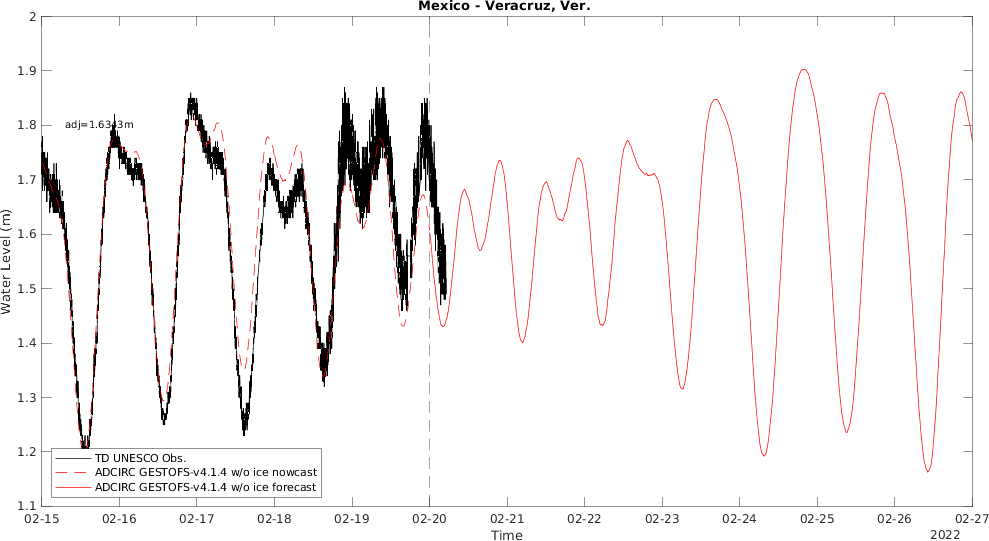 Mexico - Veracruz, Ver.
2
1.9
1.8
1.7
1.6
1.5
1.4
1.3
1.2
1.1
Water Level (m)
adj=1.6343m
TD UNESCO Obs.
ADCIRC GESTOFS-v4.1.4 w/o ice nowcast
ADCIRC GESTOFS-v4.1.4 w/o ice forecast
02-15 02-16 02-17 02-18 02-19 02-20 02-21 02-22 02-23 02-24 02-25 02-26 02-27
Time
2022